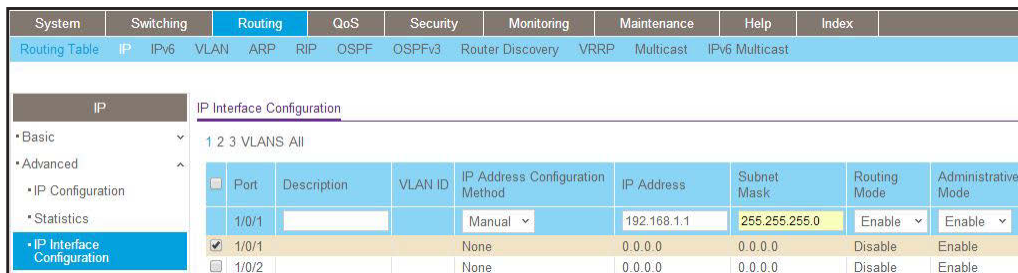 System Switching Routing QoS Security Monitoring Maintenance Help Index
Routing Table IP IPv6 VLAN ARP RIP OSPF OSPFv3 Router Discovery VRRP Multicast IPv6 Multicast
IP
Basic
Advanced
IP Configuration
Statistics
IP Interface
Configuration
IP Interface Configuration
1 2 3 VLANS All
Port Description VLAN ID IP Address Configuration Method IP Address Subnet Mask Routing Mode Administrative Mode
1/0/1 Manual 192.168.1.1 255.255.255.0 Enable Enable
1/0/1 None 0.0.0.0 0.0.0.0 Disable Enable
1/0/2 None 0.0.0.0 0.0.0.0 Disable Enable